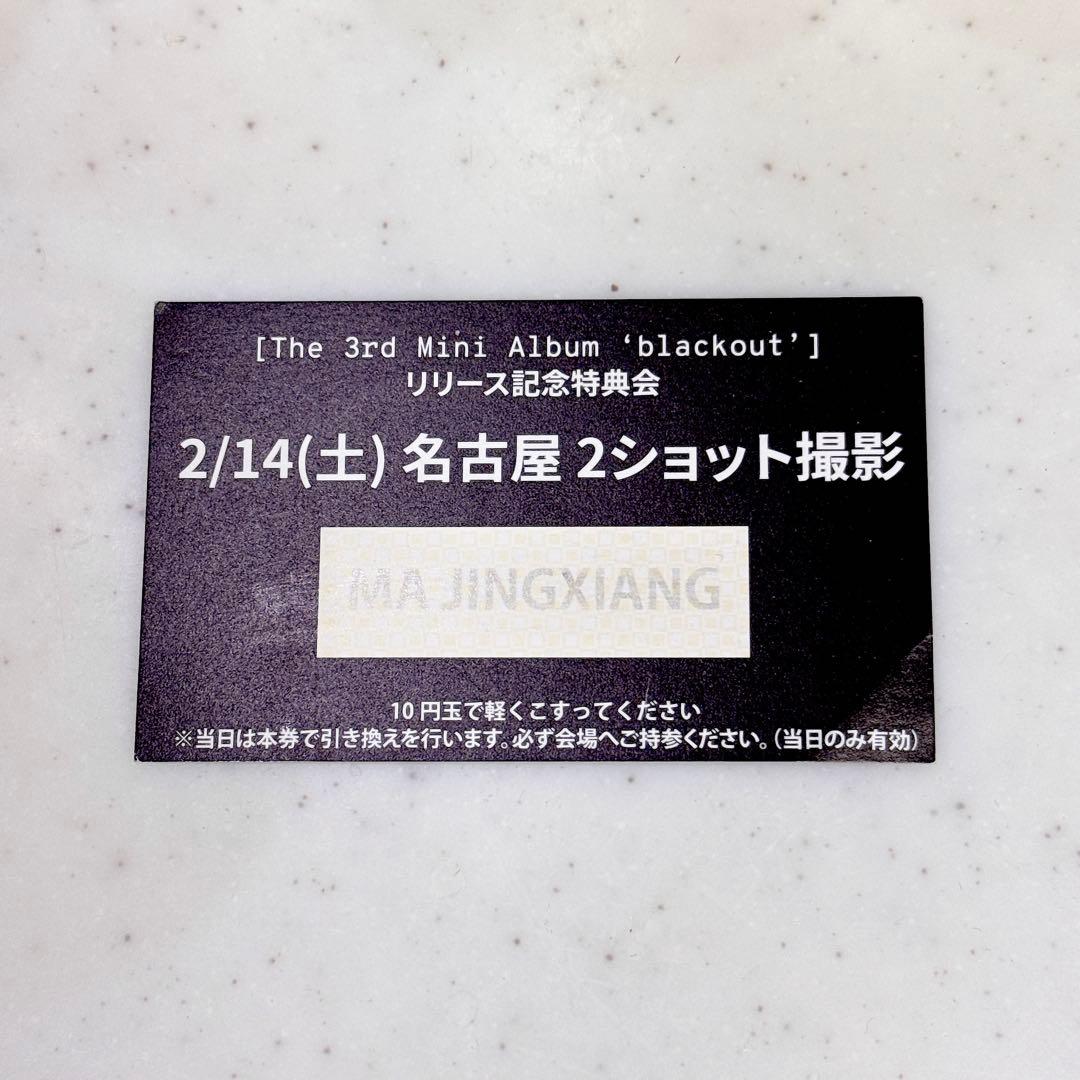 [The 3rd Mini Album ‘blackout’]
リリース記念特典会
2/14(土) 名古屋 2ショット撮影
MA JINGXIANG
10円玉で軽くこすってください
※当日は本券で引き換えを行います。必ず会場へご持参ください。(当日のみ有効)